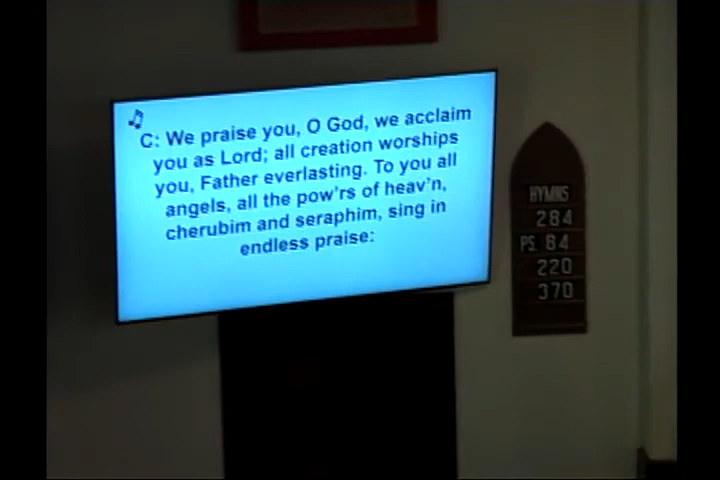 C: We praise you, O God, we acclaim
you as Lord; all creation worships
you, Father everlasting. To you all
angels, all the pow'rs of heav'n,
cherubim and seraphim, sing in
endless praise:
HYMNS
284
PS. 84
220
370